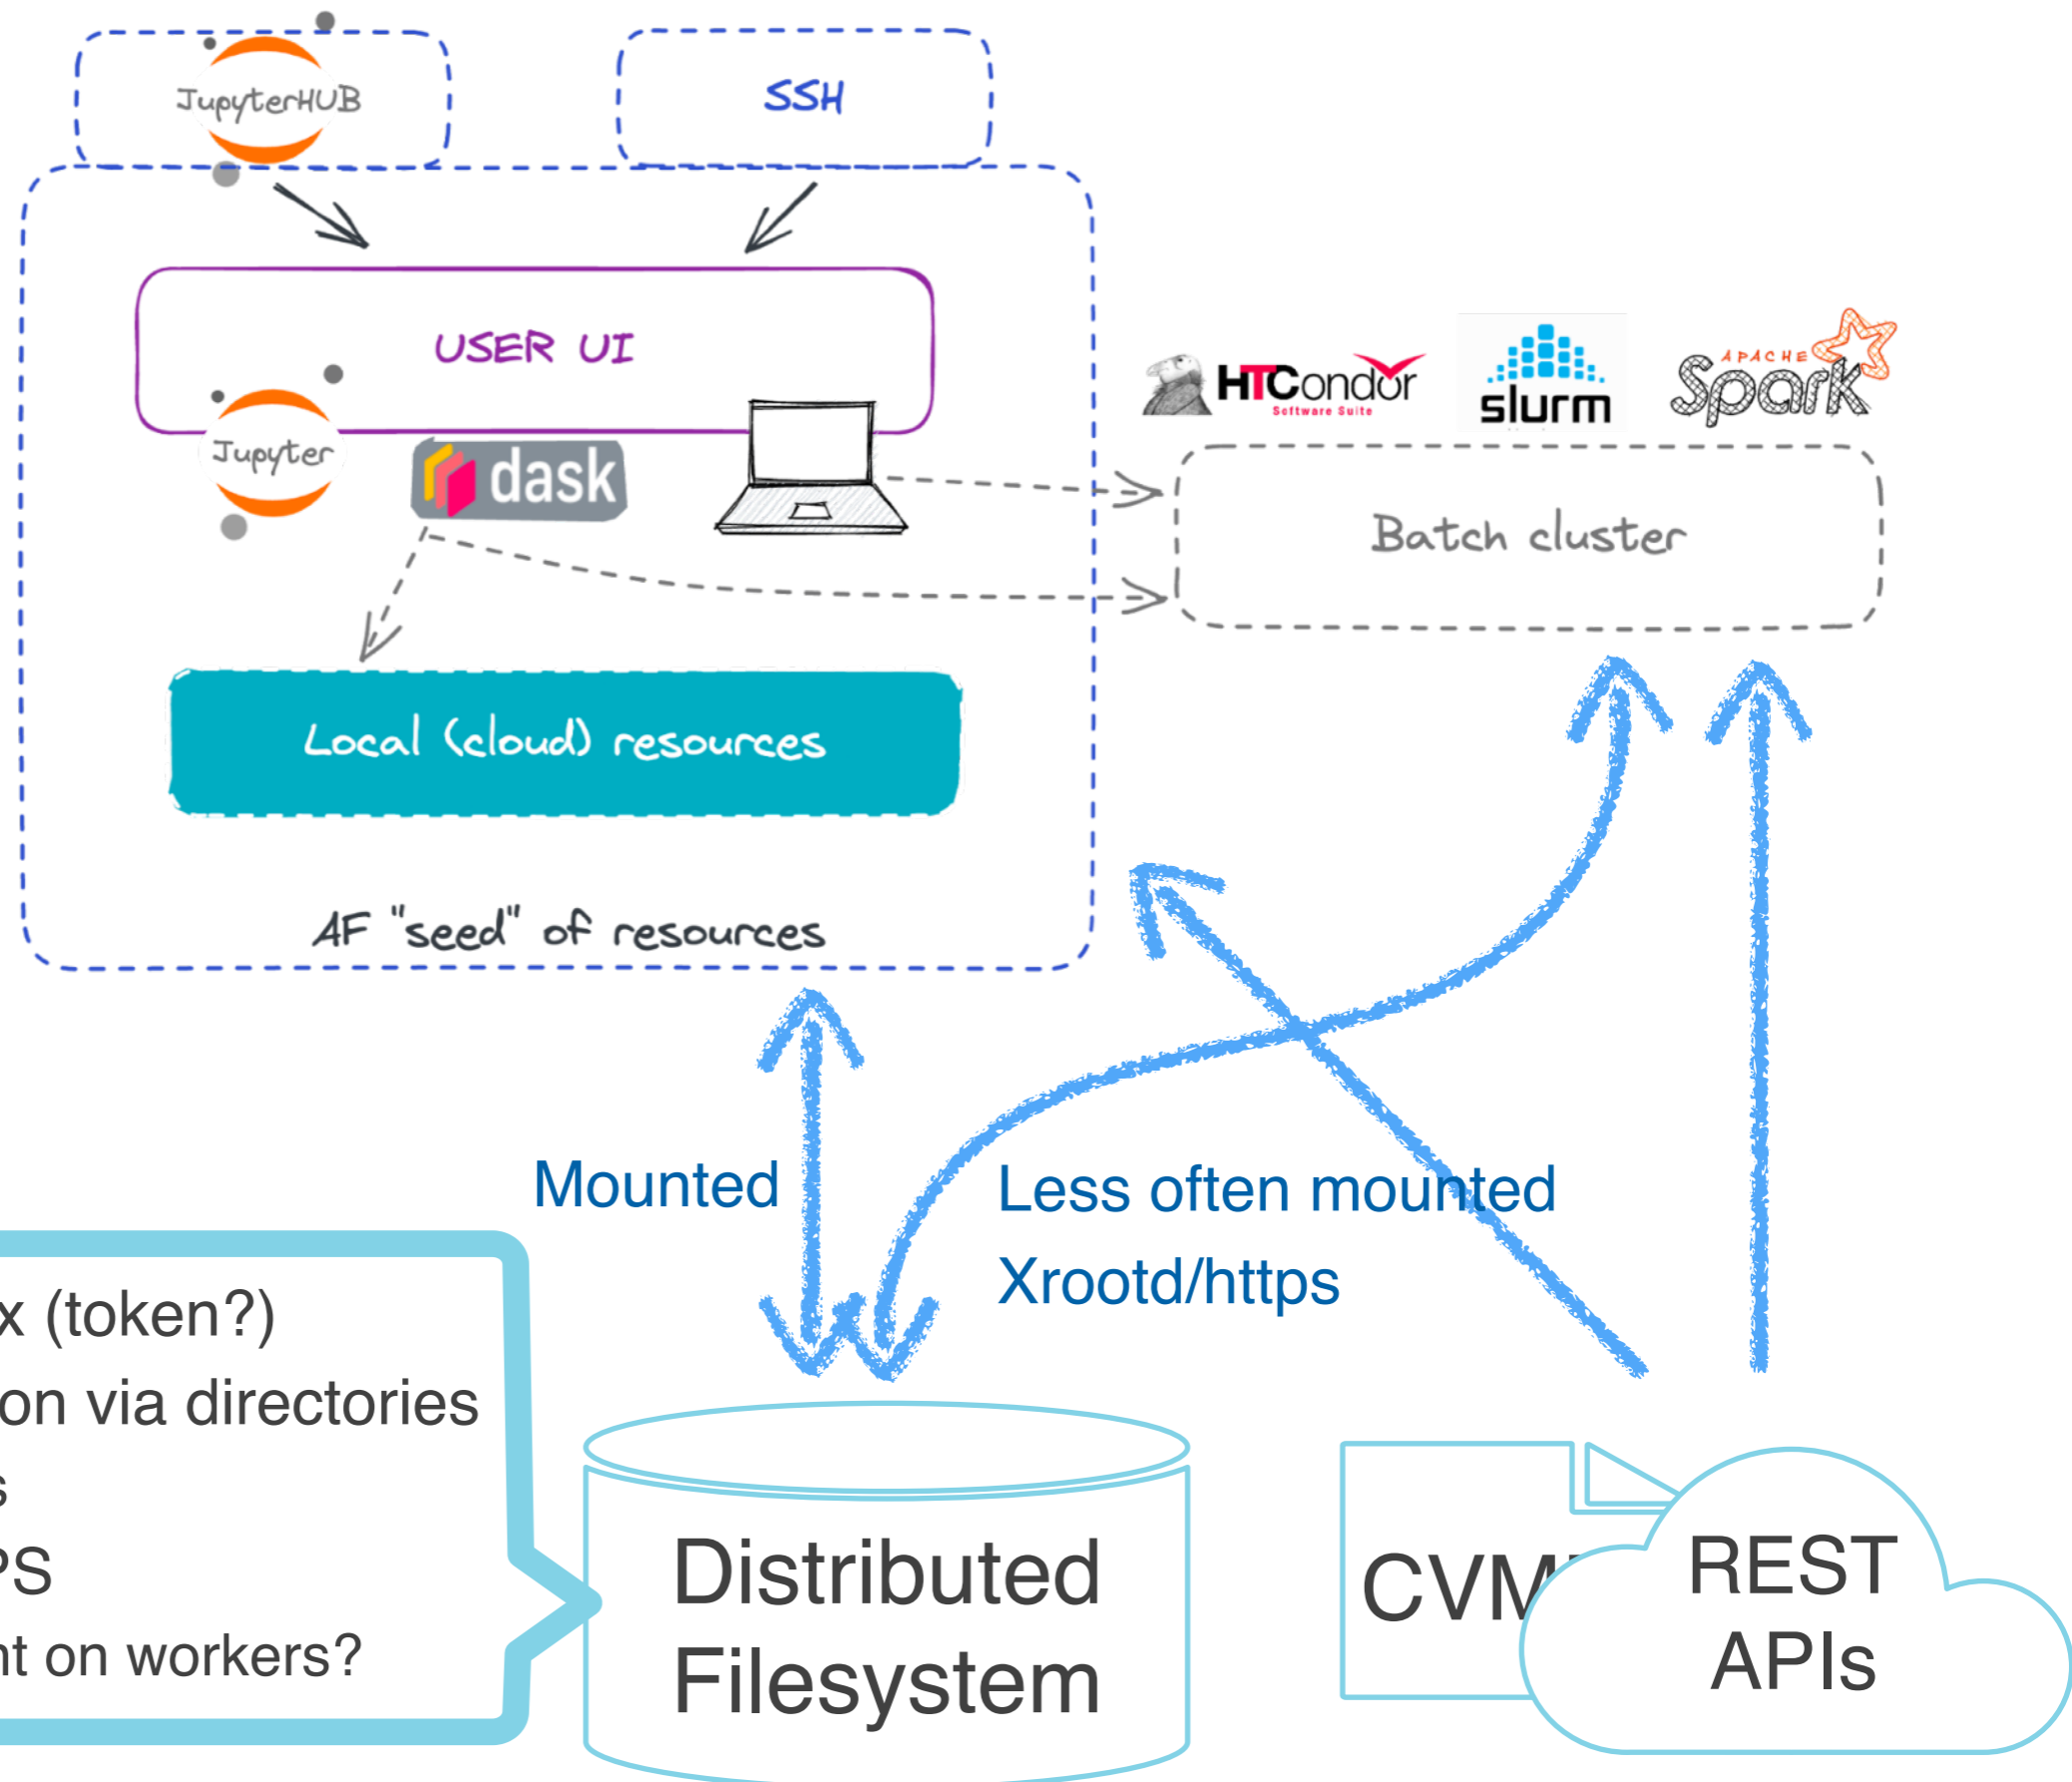 JupyterHUB
SSH
USER UI
Jupyter
dask
HTCondor
Software Suite
slurm
APACHE
Spark
Batch cluster
Local (cloud) resources
AF "seed" of resources
Mounted
Less often mounted
Xrootd/https
x (token?)
on via directories
s
PS
nt on workers?
Distributed
Filesystem
CVM
REST
APIs